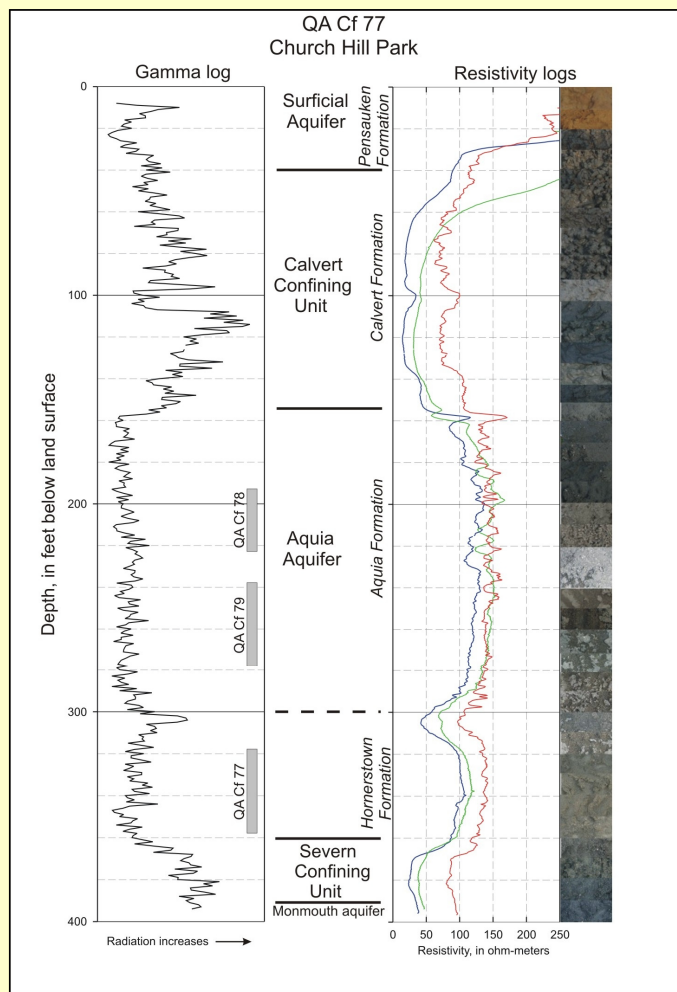 QA Cf 77
Church Hill Park
Gamma log
Resistivity logs
0
100
200
300
400
Depth, in feet below land surface
Surficial
Aquifer
Calvert
Confining
Unit
Aquia
Aquifer
Severn
Confining
Unit
Monmouth aquifer
Pensauken
Formation
Calvert Formation
Aquia Formation
Hornerstown
Formation
QA Cf 78
QA Cf 79
QA Cf 77
Radiation increases
0 50 100 150 200 250
Resistivity, in ohm-meters